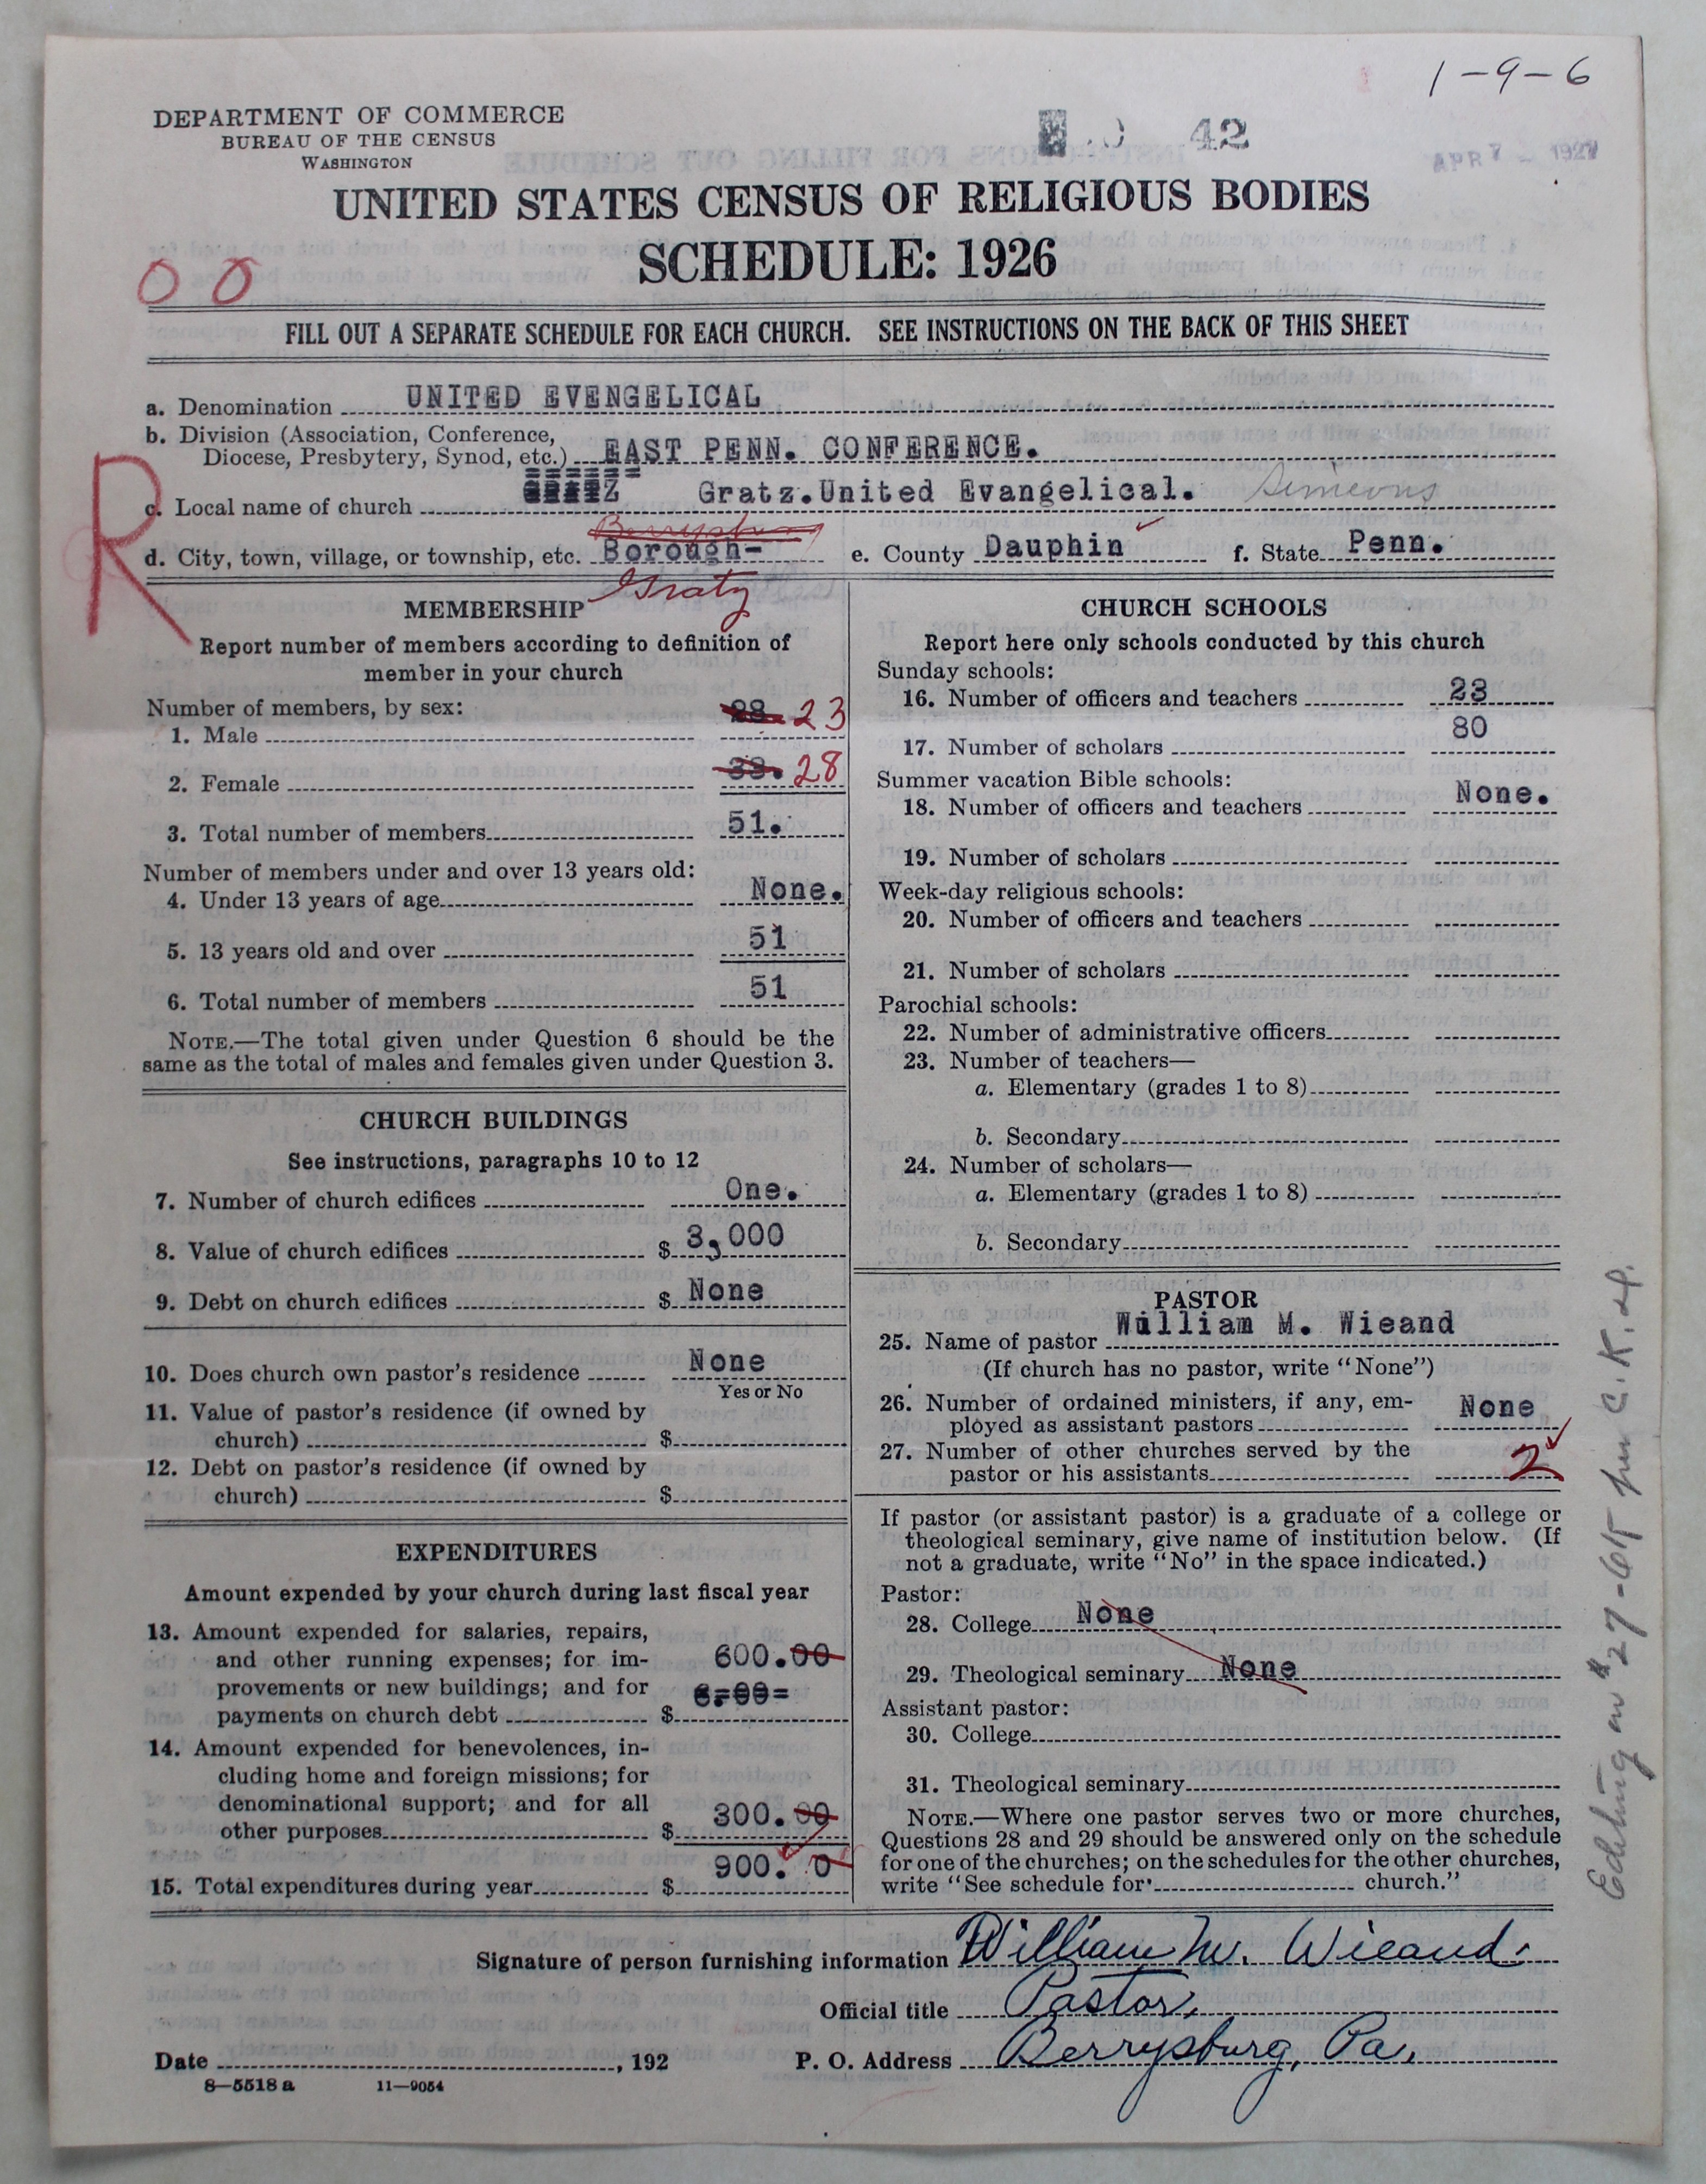 1-9-6
DEPARTMENT OF COMMERCE
BUREAU OF THE CENSUS
WASHINGTON
42
APR 7 - 1927
UNITED STATES CENSUS OF RELIGIOUS BODIES
SCHEDULE: 1926
00
FILL OUT A SEPARATE SCHEDULE FOR EACH CHURCH. SEE INSTRUCTIONS ON THE BACK OF THIS SHEET
R
a. Denomination UNITED EVENGELICAL
b. Division (Association, Conference,
Diocese, Presbytery, Synod, etc.) EAST PENN. CONFERENCE.
c. Local name of church GRATZ Gratz.United Evangelical. Simeons
Berrysburg
d. City, town, village, or township, etc. Borough- e. County Dauphin f. State Penn.
Gratz
MEMBERSHIP
Report number of members according to definition of
member in your church
Number of members, by sex:
1. Male 28 23
2. Female 33. 28
3. Total number of members 51.
Number of members under and over 13 years old:
4. Under 13 years of age None.
5. 13 years old and over 51
6. Total number of members 51
NOTE.—The total given under Question 6 should be the
same as the total of males and females given under Question 3.
CHURCH BUILDINGS
See instructions, paragraphs 10 to 12
7. Number of church edifices One.
8. Value of church edifices $ 3,000
9. Debt on church edifices $ None
10. Does church own pastor's residence None
Yes or No
11. Value of pastor's residence (if owned by
church) $
12. Debt on pastor's residence (if owned by
church) $
EXPENDITURES
Amount expended by your church during last fiscal year
13. Amount expended for salaries, repairs,
and other running expenses; for im-
provements or new buildings; and for
payments on church debt $ 600.00
14. Amount expended for benevolences, in-
cluding home and foreign missions; for
denominational support; and for all
other purposes $ 300.00
15. Total expenditures during year $ 900. 0
CHURCH SCHOOLS
Report here only schools conducted by this church
Sunday schools:
16. Number of officers and teachers 23
17. Number of scholars 80
Summer vacation Bible schools:
18. Number of officers and teachers None.
19. Number of scholars
Week-day religious schools:
20. Number of officers and teachers
21. Number of scholars
Parochial schools:
22. Number of administrative officers
23. Number of teachers—
a. Elementary (grades 1 to 8)
b. Secondary
24. Number of scholars—
a. Elementary (grades 1 to 8)
b. Secondary
PASTOR
25. Name of pastor William M. Wieand
(If church has no pastor, write "None")
26. Number of ordained ministers, if any, em-
ployed as assistant pastors None
27. Number of other churches served by the
pastor or his assistants 2
If pastor (or assistant pastor) is a graduate of a college or
theological seminary, give name of institution below. (If
not a graduate, write "No" in the space indicated.)
Pastor:
28. College None
29. Theological seminary None
Assistant pastor:
30. College
31. Theological seminary
NOTE.—Where one pastor serves two or more churches,
Questions 28 and 29 should be answered only on the schedule
for one of the churches; on the schedules for the other churches,
write "See schedule for church."
Signature of person furnishing information William M. Wieand.
Official title Pastor.
Date , 192 P. O. Address Berrysburg, Pa.
8—5518 a 11—9054
Editing on #27-